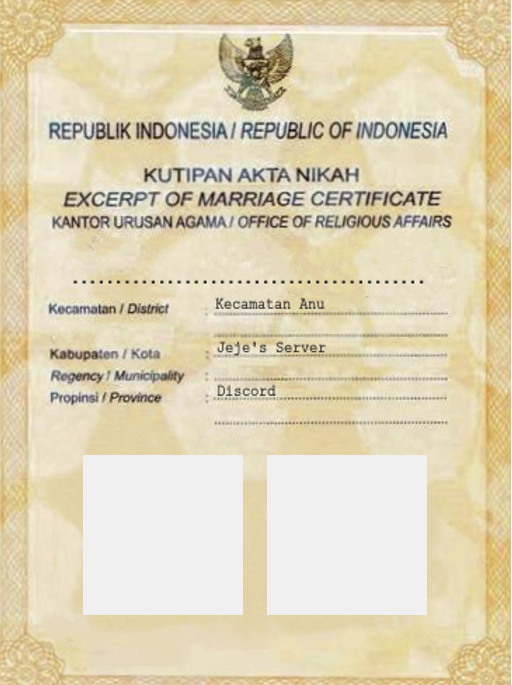 REPUBLIK INDONESIA / REPUBLIC OF INDONESIA
KUTIPAN AKTA NIKAH
EXCERPT OF MARRIAGE CERTIFICATE
KANTOR URUSAN AGAMA / OFFICE OF RELIGIOUS AFFAIRS
Kecamatan / District : Kecamatan Anu
Kabupaten / Kota : Jeje's Server
Regency / Municipality :
Propinsi / Province : Discord